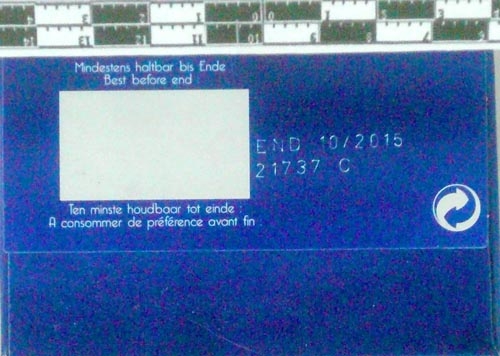 Mindestens haltbar bis Ende
Best before end
END 10/2015
21737 C
Ten minste houdbaar tot einde :
A consommer de préférence avant fin :